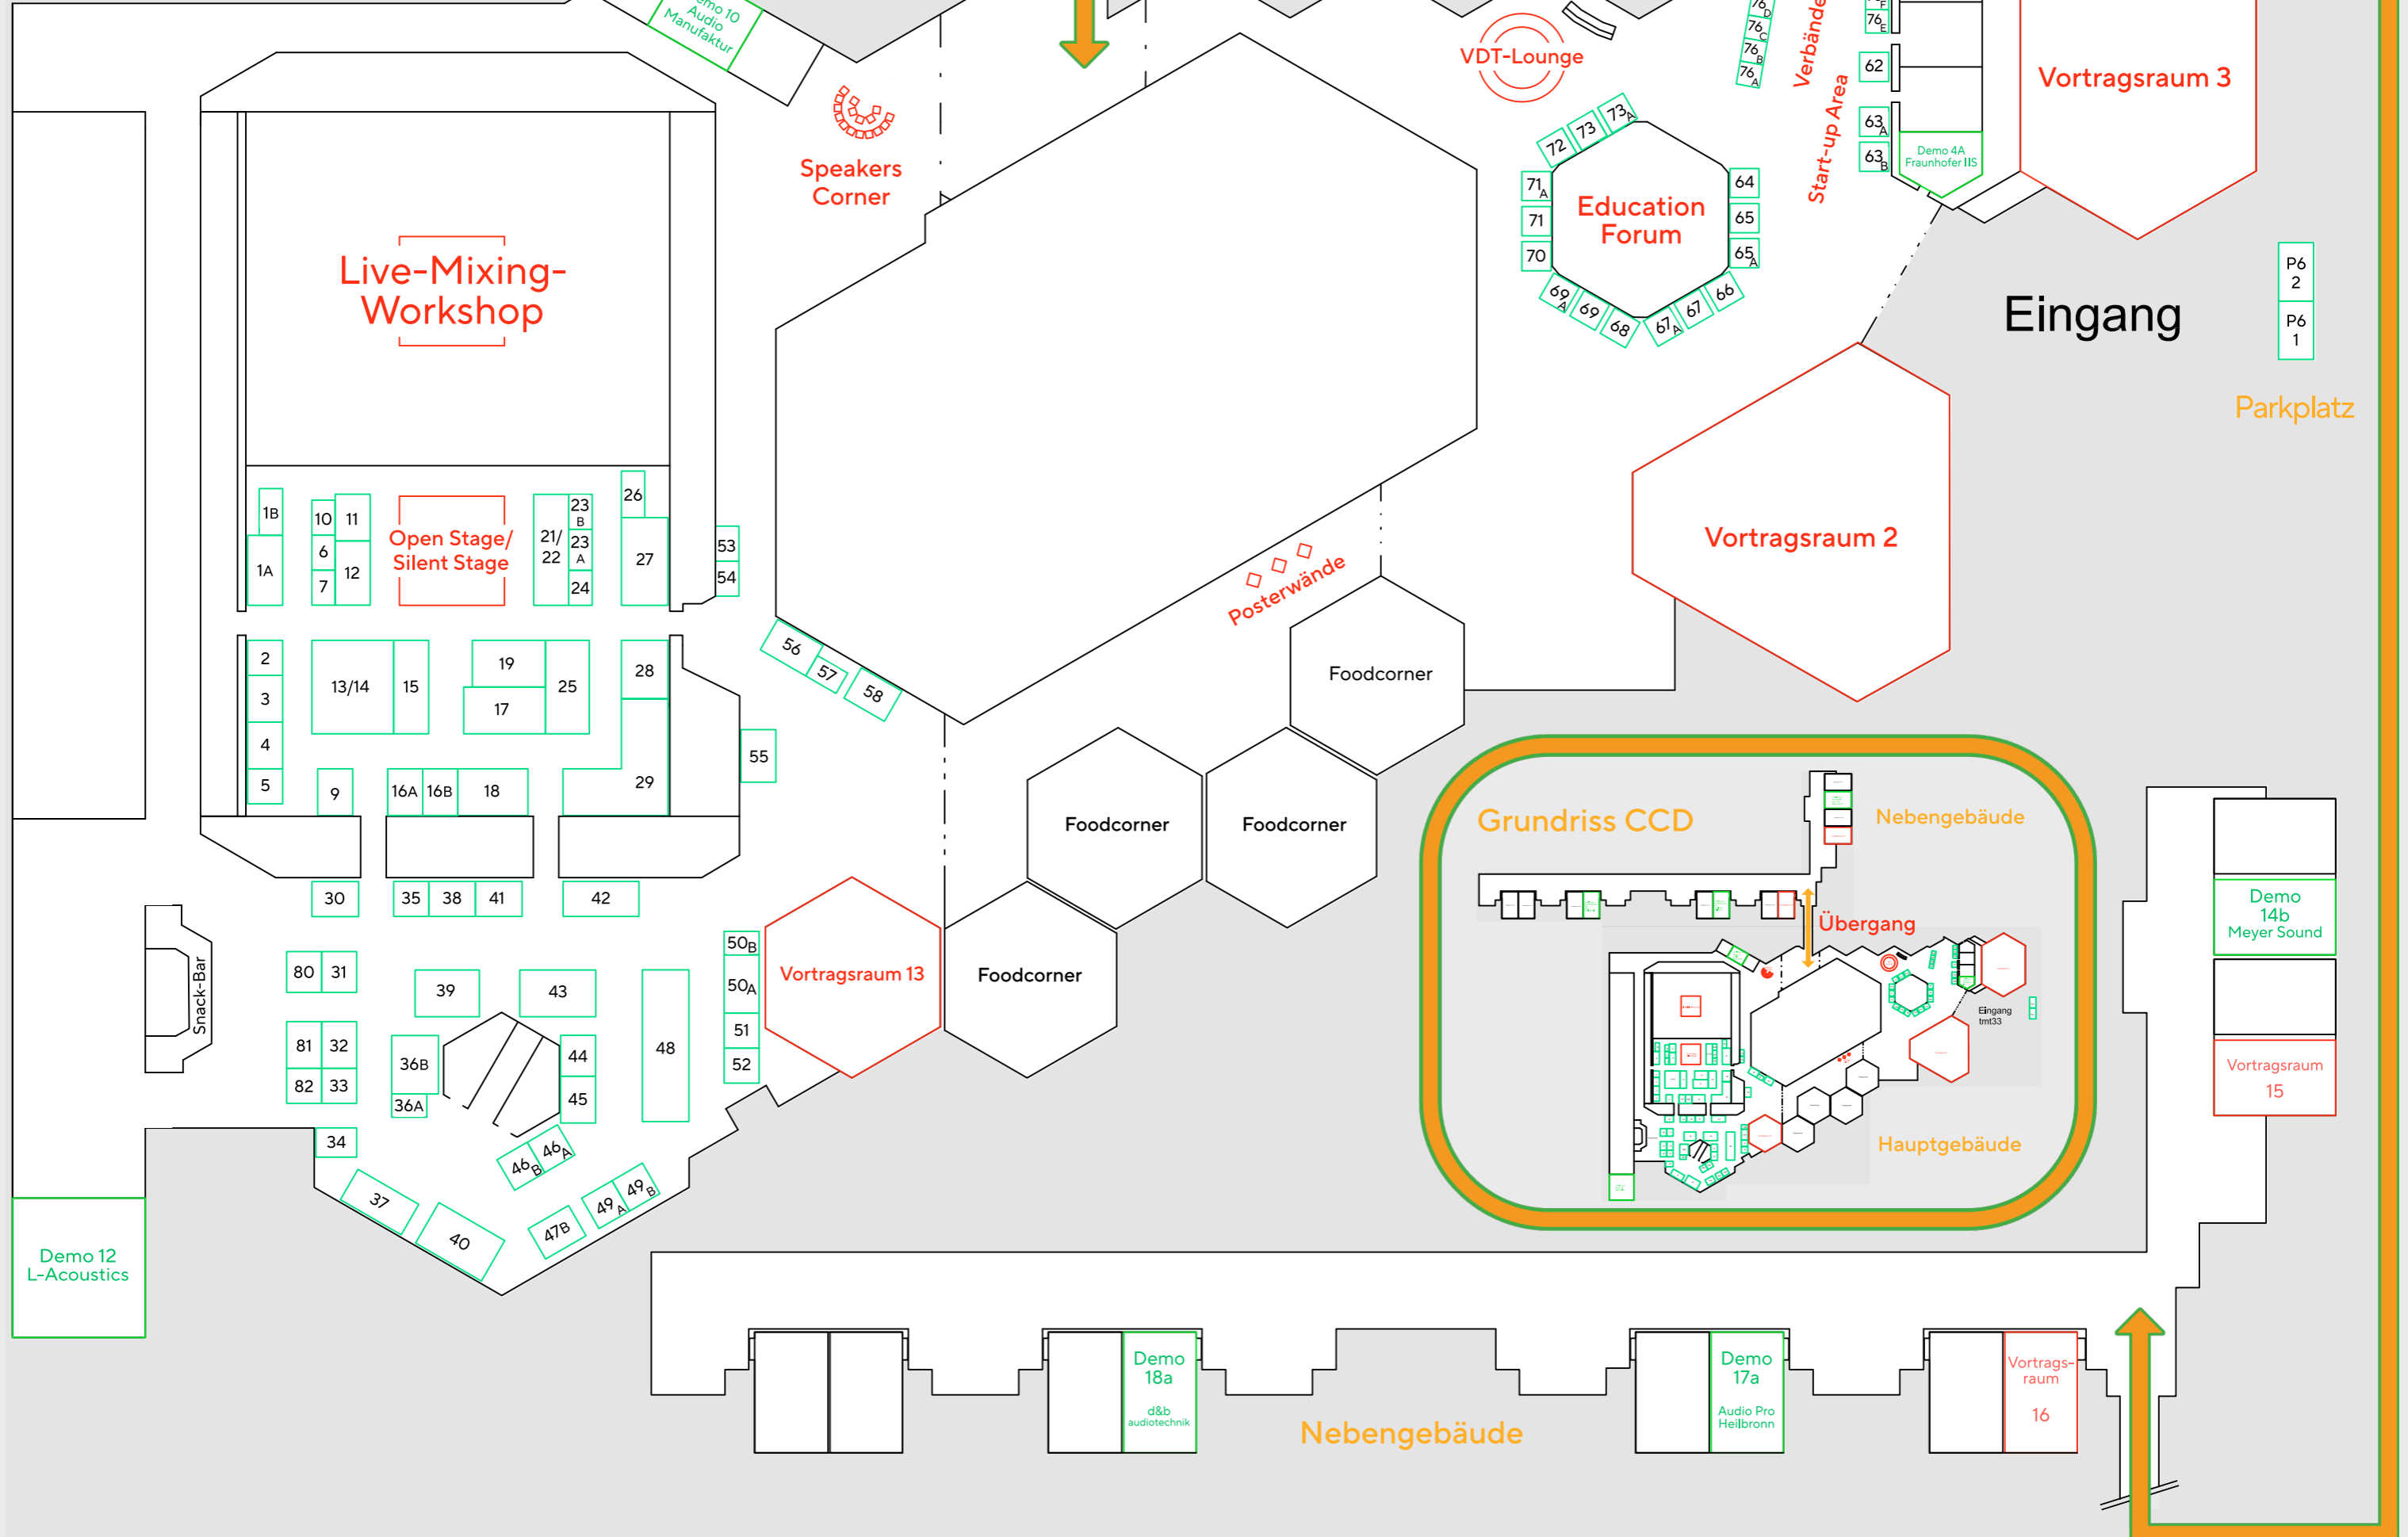 Demo 10
Audio
Manufaktur
VDT-Lounge
76D
76C
76B
76A
Verbände
Start-up Area
76E
62
63A
63B
Demo 4A
Fraunhofer IIS
Vortragsraum 3
Speakers
Corner
72
73
73A
71A
71
70
69A
69
68
67A
67
66
65A
65
64
Education
Forum
Live-Mixing-
Workshop
Eingang
P6
2
P6
1
Parkplatz
1B
1A
10
11
6
7
12
Open Stage/
Silent Stage
21/
22
23
B
23
A
24
26
27
53
54
Posterwände
Vortragsraum 2
2
3
4
5
13/14
15
19
17
25
28
29
56
57
58
55
9
16A
16B
18
Foodcorner
Foodcorner
Foodcorner
Foodcorner
30
35
38
41
42
Snack-Bar
80
31
39
43
48
50B
50A
51
52
Vortragsraum 13
81
32
82
33
36B
36A
44
45
34
46B
46A
37
40
47B
49A
49B
Demo 12
L-Acoustics
Grundriss CCD
Nebengebäude
Übergang
Eingang
tmt33
Hauptgebäude
Demo
14b
Meyer Sound
Vortragsraum
15
Demo
18a
d&b
audiotechnik
Nebengebäude
Demo
17a
Audio Pro
Heilbronn
Vortrags-
raum
16